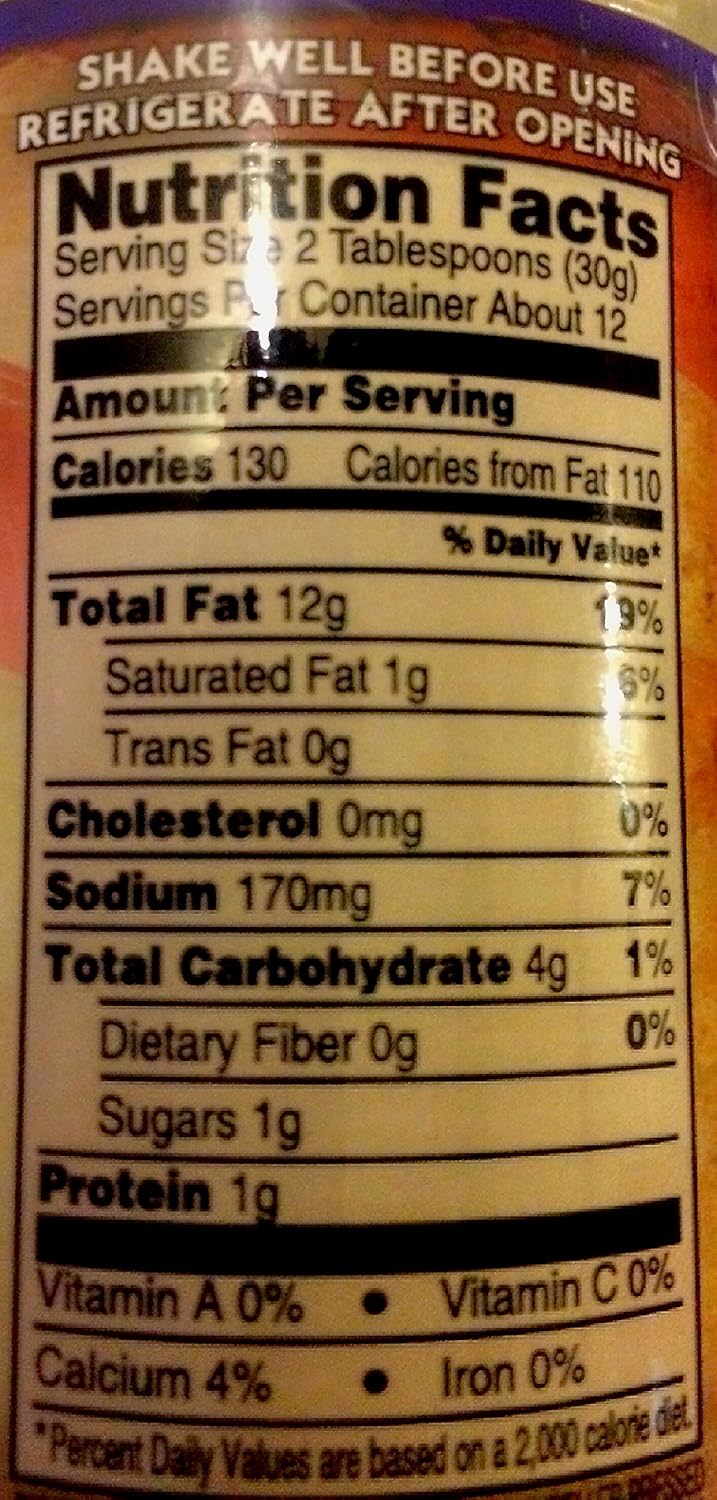 SHAKE WELL BEFORE USE
REFRIGERATE AFTER OPENING
Nutrition Facts
Serving Size 2 Tablespoons (30g)
Servings Per Container About 12
Amount Per Serving
Calories 130 Calories from Fat 110
% Daily Value*
Total Fat 12g 19%
Saturated Fat 1g 6%
Trans Fat 0g
Cholesterol 0mg 0%
Sodium 170mg 7%
Total Carbohydrate 4g 1%
Dietary Fiber 0g 0%
Sugars 1g
Protein 1g
Vitamin A 0% • Vitamin C 0%
Calcium 4% • Iron 0%
*Percent Daily Values are based on a 2,000 calorie diet.
PRESSED